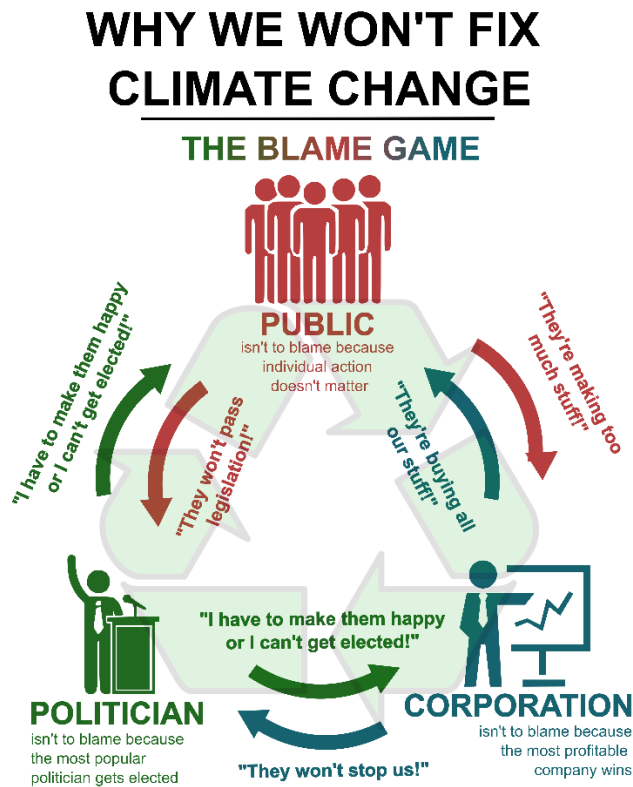 WHY WE WON'T FIX
CLIMATE CHANGE
THE BLAME GAME
PUBLIC
isn't to blame because
individual action
doesn't matter
"I have to make them happy
or I can't get elected!"
"They won't pass
legislation!"
"They're buying all
our stuff!"
"They're making too
much stuff!"
"I have to make them happy
or I can't get elected!"
POLITICIAN
isn't to blame because
the most popular
politician gets elected
"They won't stop us!"
CORPORATION
isn't to blame because
the most profitable
company wins